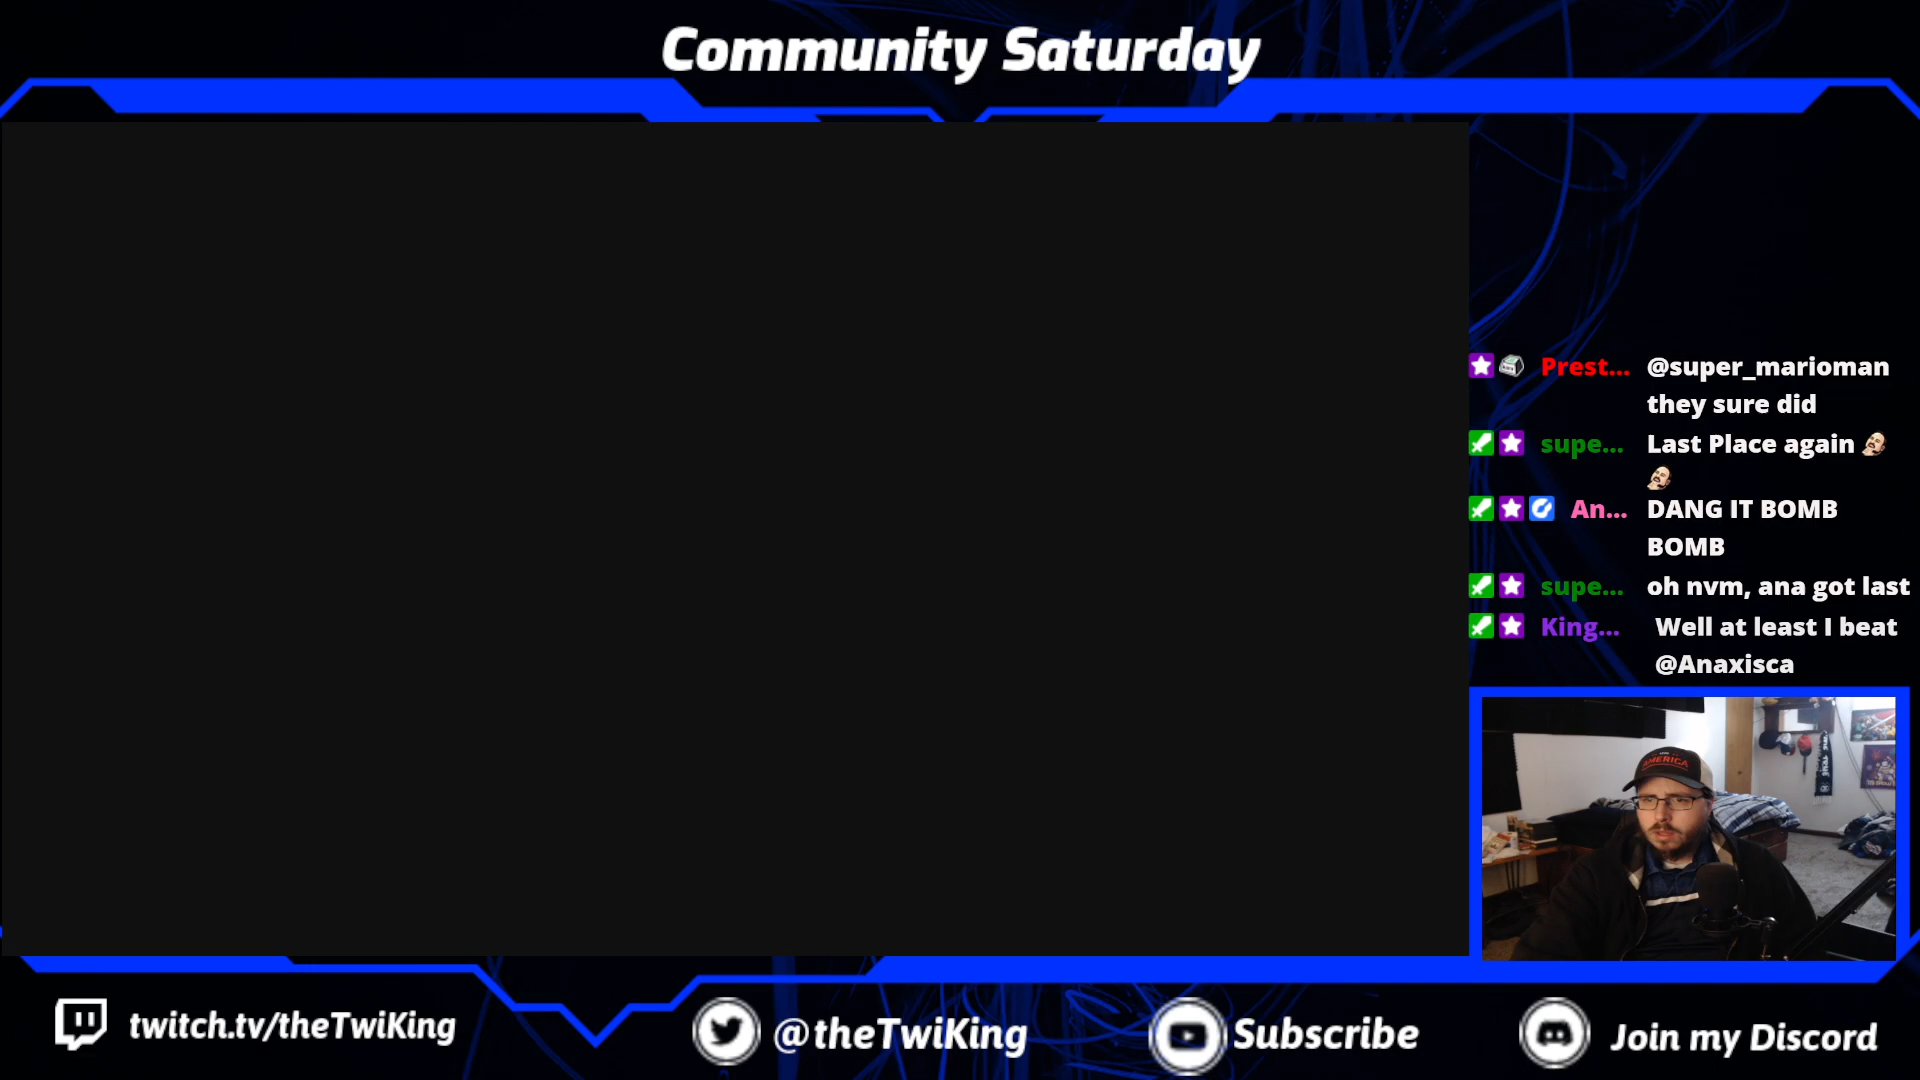 Community Saturday
Prest... @super_marioman
they sure did
supe... Last Place again
An... DANG IT BOMB
BOMB
supe... oh nvm, ana got last
King... Well at least I beat
@Anaxisca
AMERICA
twitch.tv/theTwiKing
@theTwiKing
Subscribe
Join my Discord